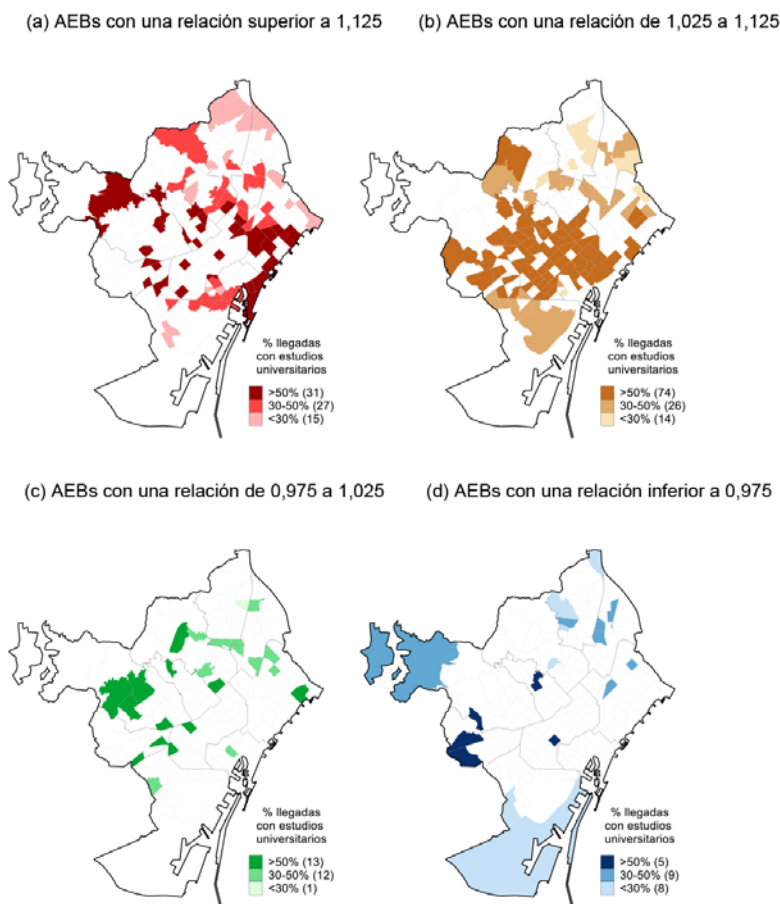 (a) AEBs con una relación superior a 1,125
(b) AEBs con una relación de 1,025 a 1,125
% llegadas
con estudios
universitarios
>50% (31)
30-50% (27)
<30% (15)
% llegadas
con estudios
universitarios
>50% (74)
30-50% (26)
<30% (14)
(c) AEBs con una relación de 0,975 a 1,025
(d) AEBs con una relación inferior a 0,975
% llegadas
con estudios
universitarios
>50% (13)
30-50% (12)
<30% (1)
% llegadas
con estudios
universitarios
>50% (5)
30-50% (9)
<30% (8)